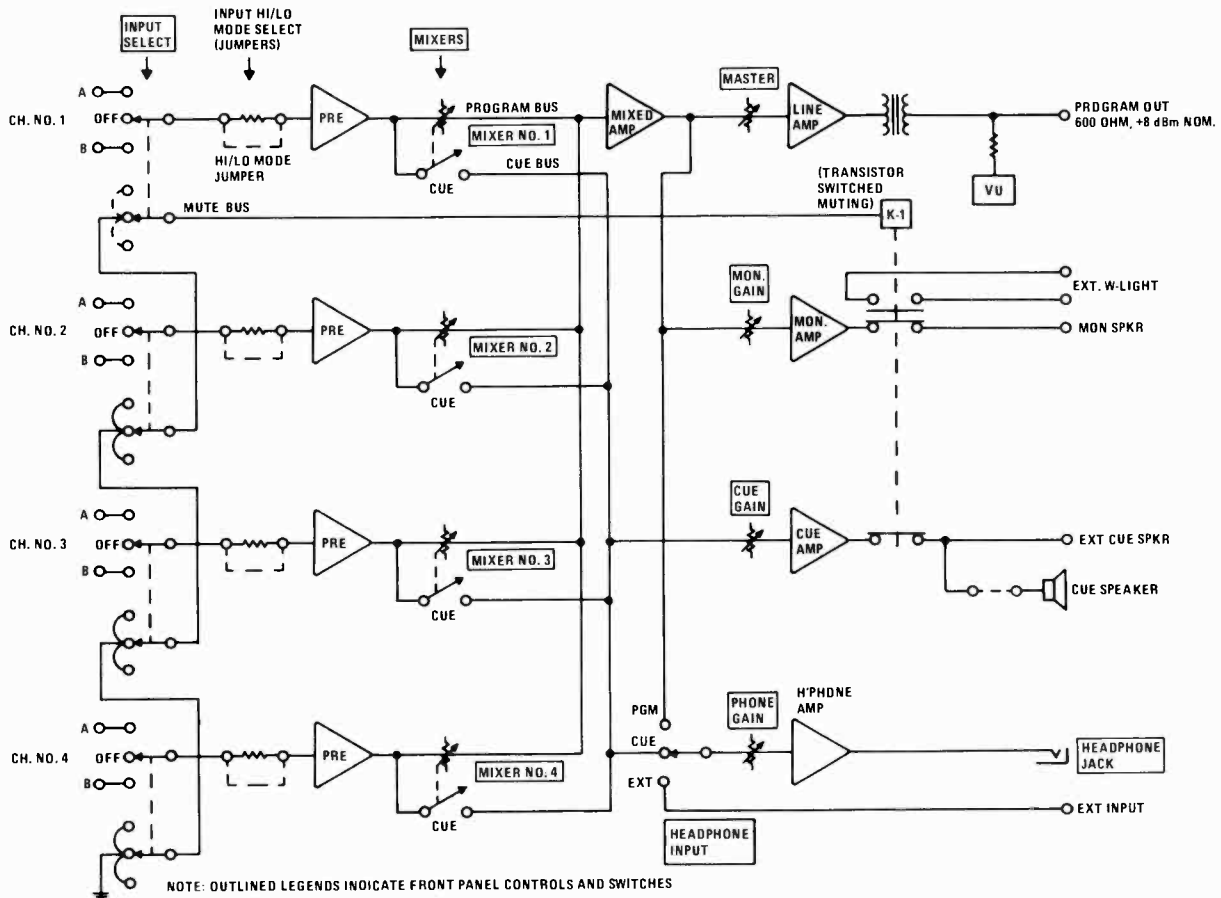 INPUT SELECT
INPUT HI/LO
MODE SELECT
(JUMPERS)
MIXERS
A
CH. NO. 1
OFF
B
HI/LO MODE
JUMPER
PRE
PROGRAM BUS
MIXER NO. 1
CUE BUS
CUE
MIXED
AMP
MASTER
LINE
AMP
PRDGRAM OUT
600 OHM, +8 dBm NOM.
VU
(TRANSISTOR
SWITCHED
MUTING)
K-1
MUTE BUS
A
CH. NO. 2
OFF
B
PRE
MIXER NO. 2
CUE
MON.
GAIN
MON.
AMP
EXT. W-LIGHT
MON SPKR
A
CH. NO. 3
OFF
B
PRE
MIXER NO. 3
CUE
CUE
GAIN
CUE
AMP
EXT CUE SPKR
CUE SPEAKER
A
CH. NO. 4
OFF
B
PRE
MIXER NO. 4
CUE
PGM
CUE
EXT
PHONE
GAIN
H'PHDNE
AMP
HEADPHONE
JACK
EXT INPUT
HEADPHONE
INPUT
NOTE: OUTLINED LEGENDS INDICATE FRONT PANEL CONTROLS AND SWITCHES